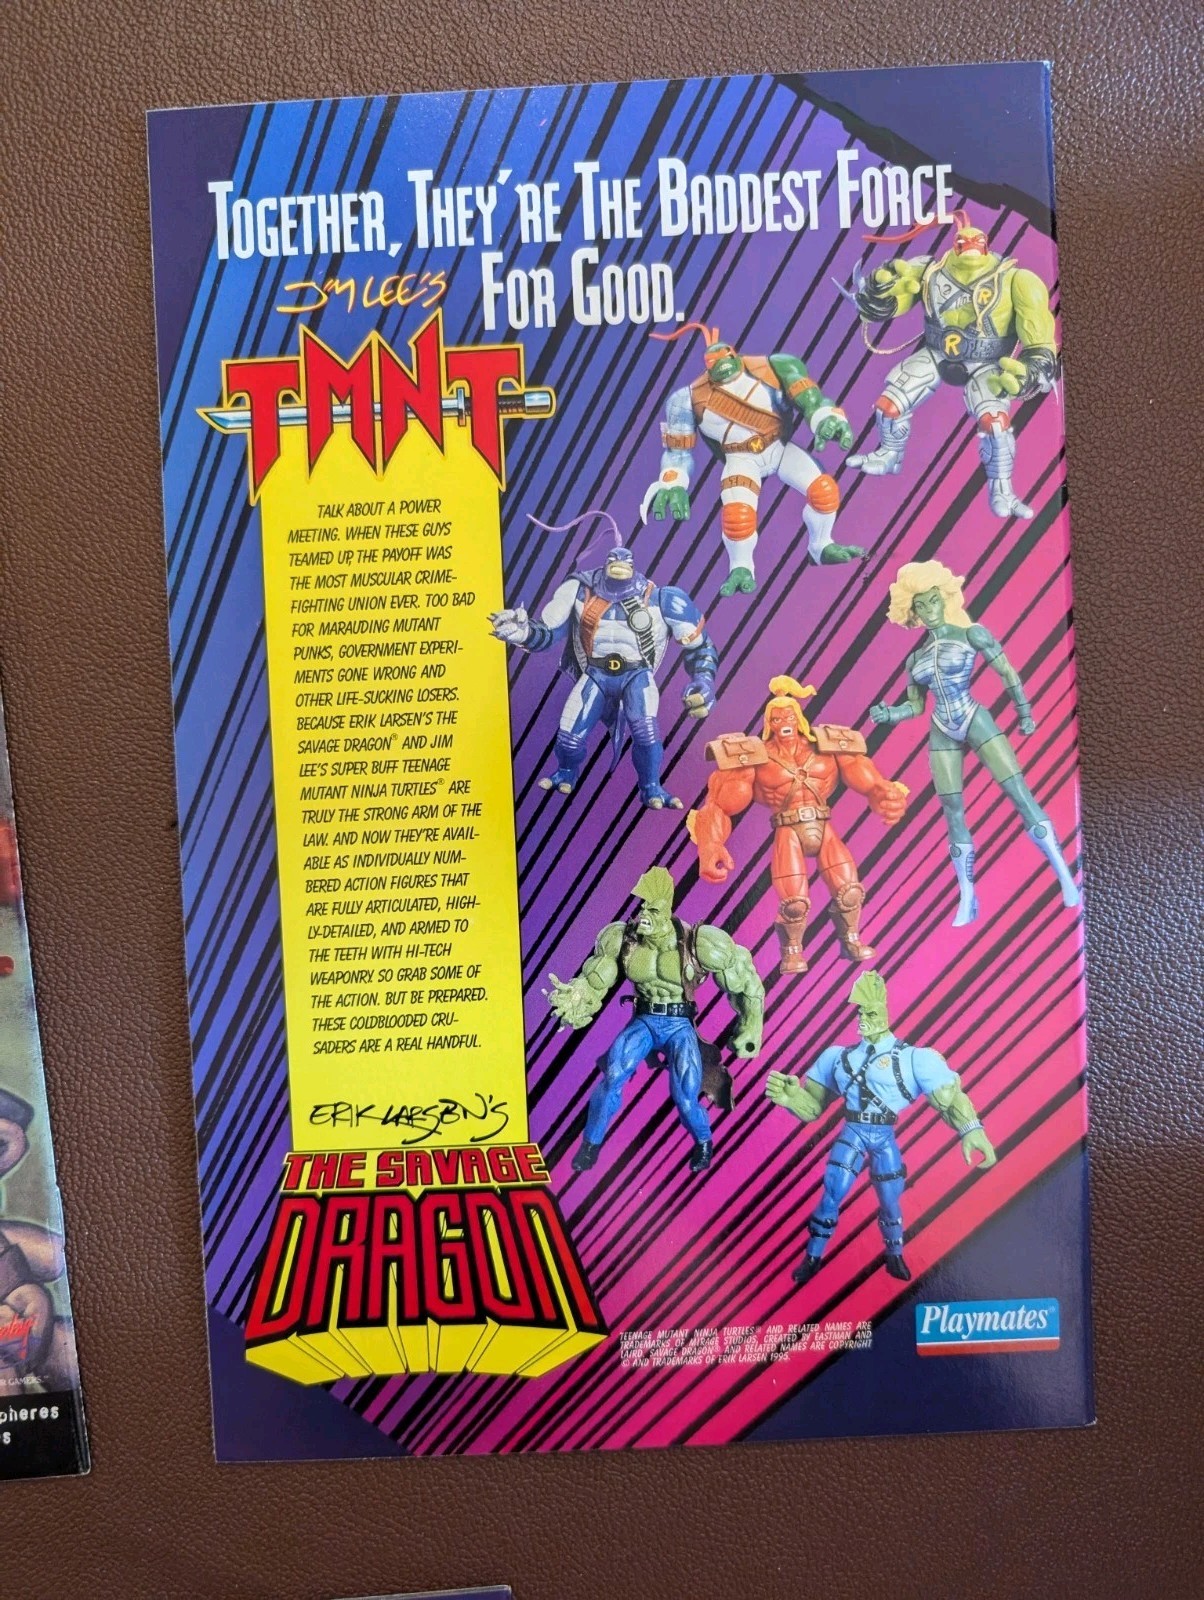 TOGETHER, THEY'RE THE BADDEST FORCE
FOR GOOD.
JIM LEE'S
TMNT
TALK ABOUT A POWER
MEETING. WHEN THESE GUYS
TEAMED UP, THE PAYOFF WAS
THE MOST MUSCULAR CRIME-
FIGHTING UNION EVER. TOO BAD
FOR MARAUDING MUTANT
PUNKS, GOVERNMENT EXPERI-
MENTS GONE WRONG AND
OTHER LIFE-SUCKING LOSERS.
BECAUSE ERIK LARSEN'S THE
SAVAGE DRAGON® AND JIM
LEE'S SUPER BUFF TEENAGE
MUTANT NINJA TURTLES® ARE
TRULY THE STRONG ARM OF THE
LAW. AND NOW THEY'RE AVAIL-
ABLE AS INDIVIDUALLY NUM-
BERED ACTION FIGURES THAT
ARE FULLY ARTICULATED, HIGH-
LY-DETAILED, AND ARMED TO
THE TEETH WITH HI-TECH
WEAPONRY. SO GRAB SOME OF
THE ACTION. BUT BE PREPARED.
THESE COLDBLOODED CRU-
SADERS ARE A REAL HANDFUL.
ERIK LARSEN'S
THE SAVAGE
DRAGON
R
R
M
D
TEENAGE MUTANT NINJA TURTLES® AND RELATED NAMES ARE
TRADEMARKS OF MIRAGE STUDIOS, CREATED BY EASTMAN AND
LAIRD. SAVAGE DRAGON® AND RELATED NAMES ARE COPYRIGHT
© AND TRADEMARKS OF ERIK LARSEN 1995.
Playmates®
R GAMERS.™
pheres
s